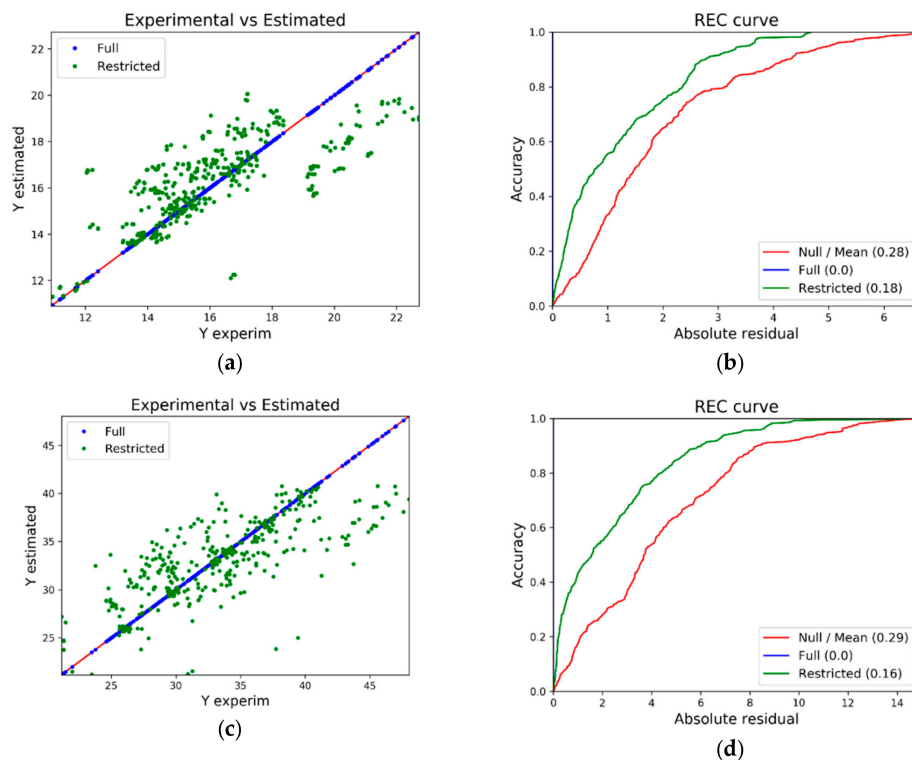 Experimental vs Estimated
Full
Restricted
22
20
18
16
14
12
Y estimated
12
14
16
18
20
22
Y experim
(a)
REC curve
1.0
0.8
0.6
0.4
0.2
0.0
Accuracy
Null / Mean (0.28)
Full (0.0)
Restricted (0.18)
0
1
2
3
4
5
6
Absolute residual
(b)
Experimental vs Estimated
Full
Restricted
45
40
35
30
25
Y estimated
25
30
35
40
45
Y experim
(c)
REC curve
1.0
0.8
0.6
0.4
0.2
0.0
Accuracy
Null / Mean (0.29)
Full (0.0)
Restricted (0.16)
0
2
4
6
8
10
12
14
Absolute residual
(d)